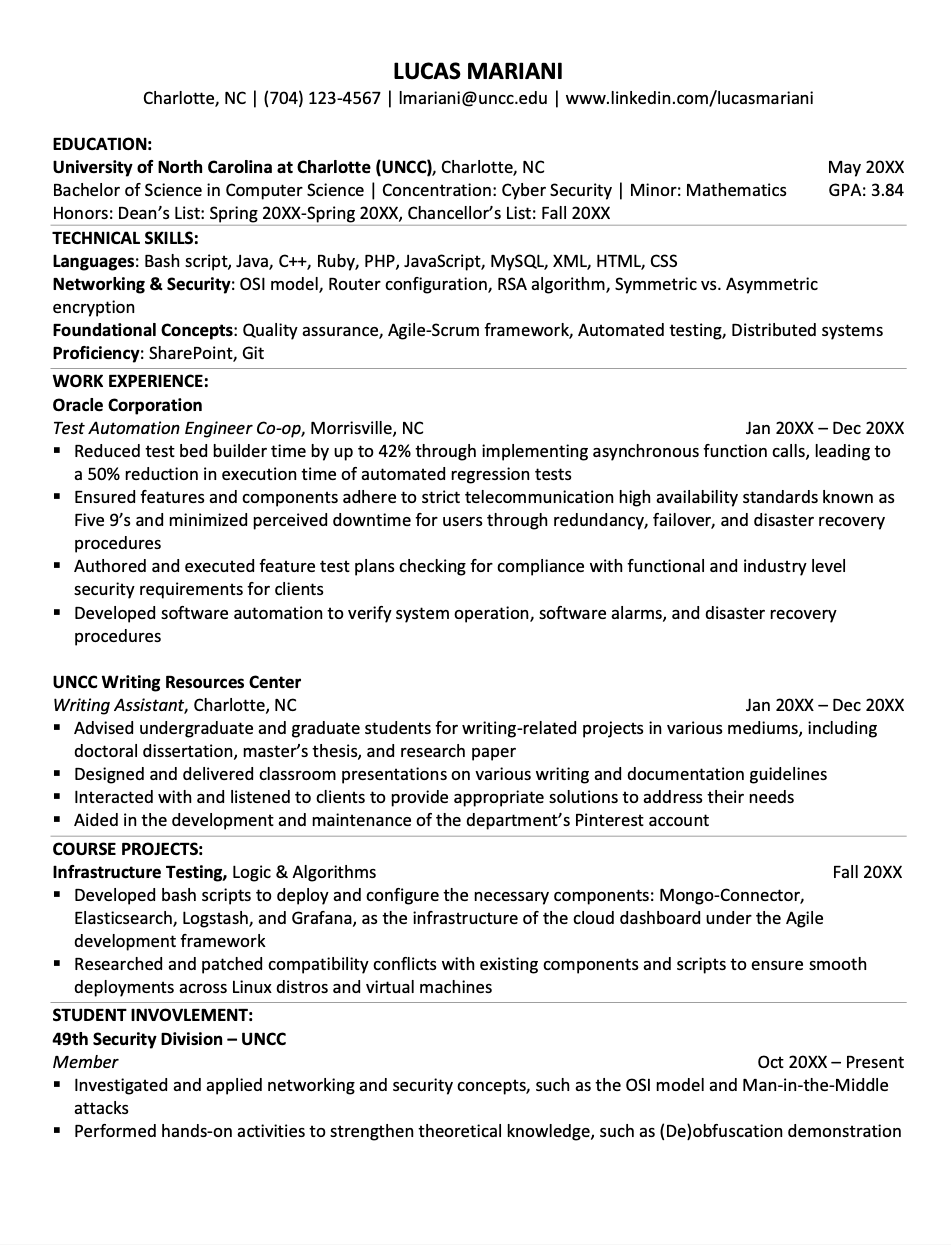 LUCAS MARIANI
Charlotte, NC | (704) 123-4567 | lmariani@uncc.edu | www.linkedin.com/lucasmariani
EDUCATION:
University of North Carolina at Charlotte (UNCC), Charlotte, NC May 20XX
Bachelor of Science in Computer Science | Concentration: Cyber Security | Minor: Mathematics GPA: 3.84
Honors: Dean’s List: Spring 20XX-Spring 20XX, Chancellor’s List: Fall 20XX
TECHNICAL SKILLS:
Languages: Bash script, Java, C++, Ruby, PHP, JavaScript, MySQL, XML, HTML, CSS
Networking & Security: OSI model, Router configuration, RSA algorithm, Symmetric vs. Asymmetric
encryption
Foundational Concepts: Quality assurance, Agile-Scrum framework, Automated testing, Distributed systems
Proficiency: SharePoint, Git
WORK EXPERIENCE:
Oracle Corporation
Test Automation Engineer Co-op, Morrisville, NC Jan 20XX – Dec 20XX
▪ Reduced test bed builder time by up to 42% through implementing asynchronous function calls, leading to
a 50% reduction in execution time of automated regression tests
▪ Ensured features and components adhere to strict telecommunication high availability standards known as
Five 9’s and minimized perceived downtime for users through redundancy, failover, and disaster recovery
procedures
▪ Authored and executed feature test plans checking for compliance with functional and industry level
security requirements for clients
▪ Developed software automation to verify system operation, software alarms, and disaster recovery
procedures
UNCC Writing Resources Center
Writing Assistant, Charlotte, NC Jan 20XX – Dec 20XX
▪ Advised undergraduate and graduate students for writing-related projects in various mediums, including
doctoral dissertation, master’s thesis, and research paper
▪ Designed and delivered classroom presentations on various writing and documentation guidelines
▪ Interacted with and listened to clients to provide appropriate solutions to address their needs
▪ Aided in the development and maintenance of the department’s Pinterest account
COURSE PROJECTS:
Infrastructure Testing, Logic & Algorithms Fall 20XX
▪ Developed bash scripts to deploy and configure the necessary components: Mongo-Connector,
Elasticsearch, Logstash, and Grafana, as the infrastructure of the cloud dashboard under the Agile
development framework
▪ Researched and patched compatibility conflicts with existing components and scripts to ensure smooth
deployments across Linux distros and virtual machines
STUDENT INVOVLEMENT:
49th Security Division – UNCC
Member Oct 20XX – Present
▪ Investigated and applied networking and security concepts, such as the OSI model and Man-in-the-Middle
attacks
▪ Performed hands-on activities to strengthen theoretical knowledge, such as (De)obfuscation demonstration